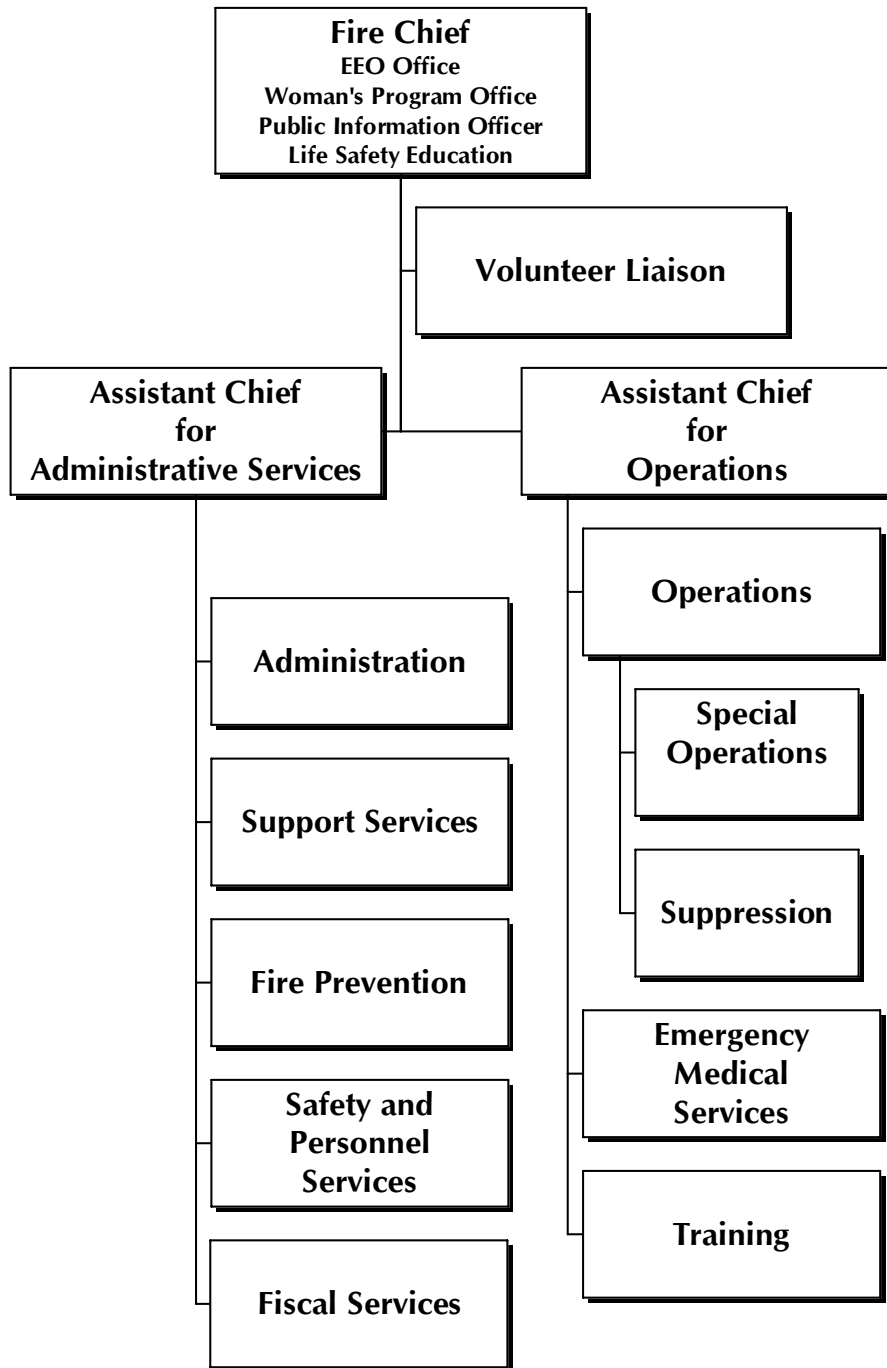 Fire Chief
EEO Office
Woman's Program Office
Public Information Officer
Life Safety Education
Volunteer Liaison
Assistant Chief
for
Administrative Services
Assistant Chief
for
Operations
Administration
Support Services
Fire Prevention
Safety and
Personnel
Services
Fiscal Services
Operations
Special
Operations
Suppression
Emergency
Medical
Services
Training